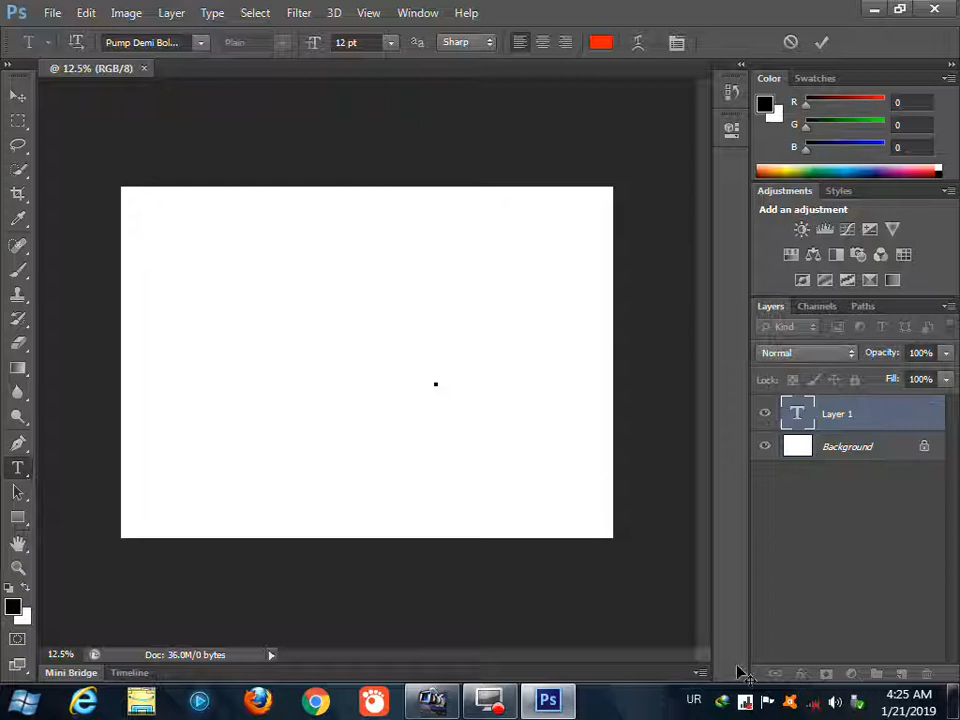 Ps File Edit Image Layer Type Select Filter 3D View Window Help
T Pump Demi Bol... Plain 12 pt aa Sharp
@ 12.5% (RGB/8) ×
Color Swatches
R 0
G 0
B 0
Adjustments Styles
Add an adjustment
Layers Channels Paths
Kind
Normal Opacity: 100%
Lock: Fill: 100%
T Layer 1
Background
12.5% Doc: 36.0M/0 bytes
Mini Bridge Timeline
Ps UR 4:25 AM
1/21/2019